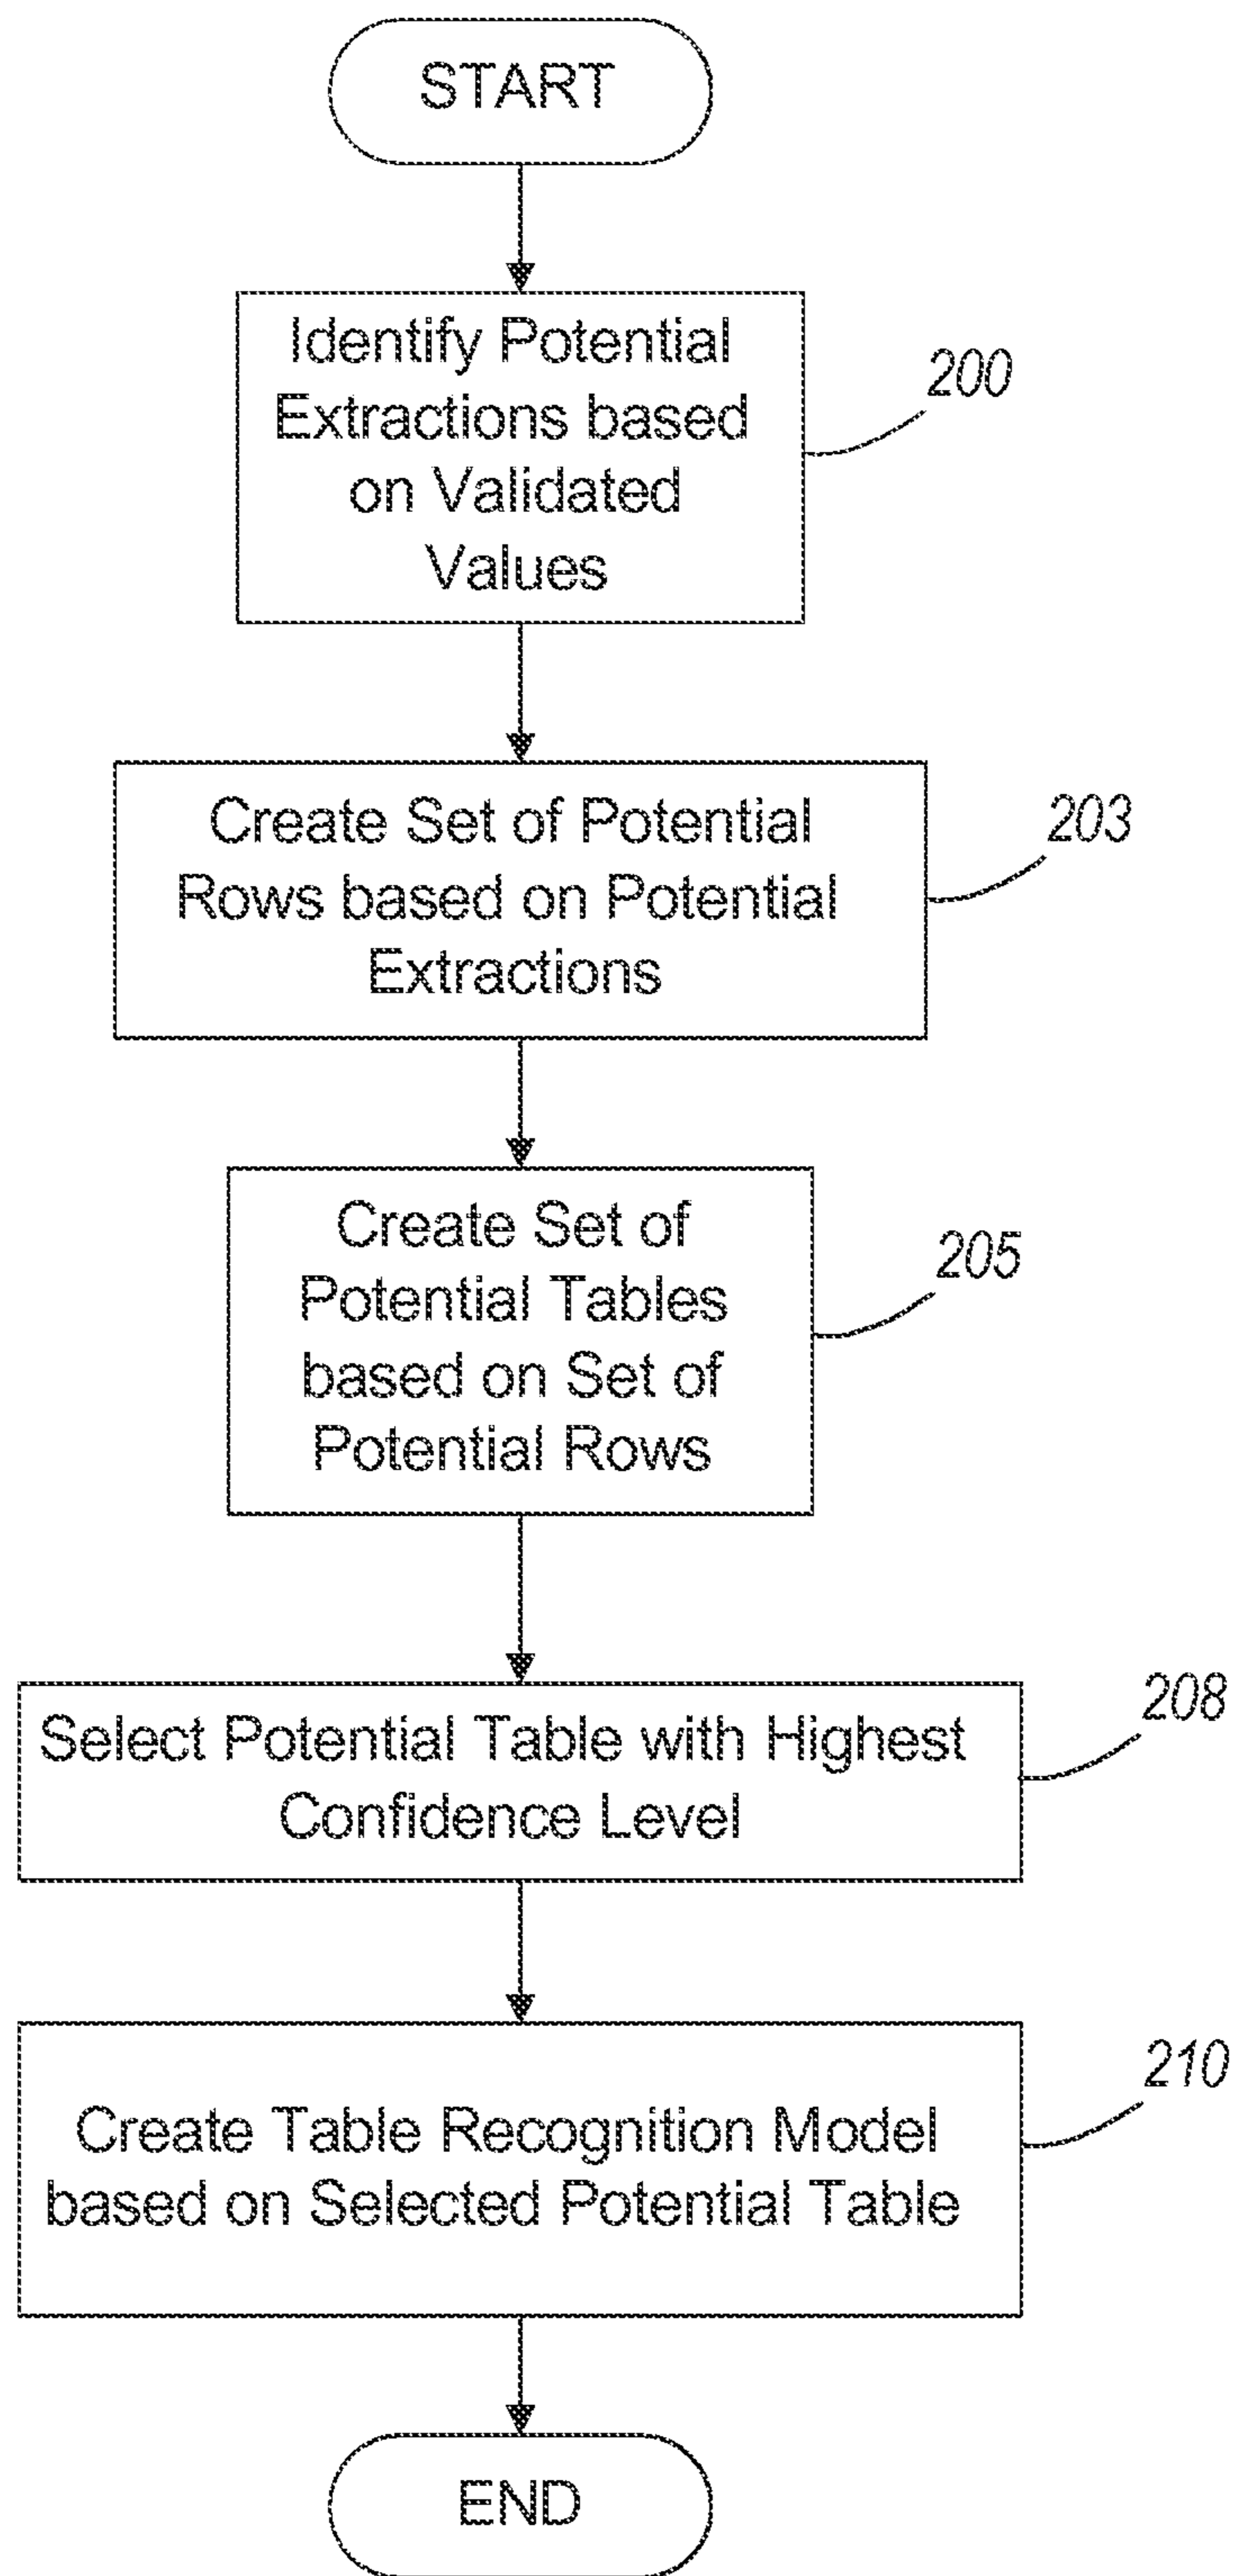 START
Identify Potential
Extractions based
on Validated
Values
200
Create Set of Potential
Rows based on Potential
Extractions
203
Create Set of
Potential Tables
based on Set of
Potential Rows
205
Select Potential Table with Highest
Confidence Level
208
Create Table Recognition Model
based on Selected Potential Table
210
END